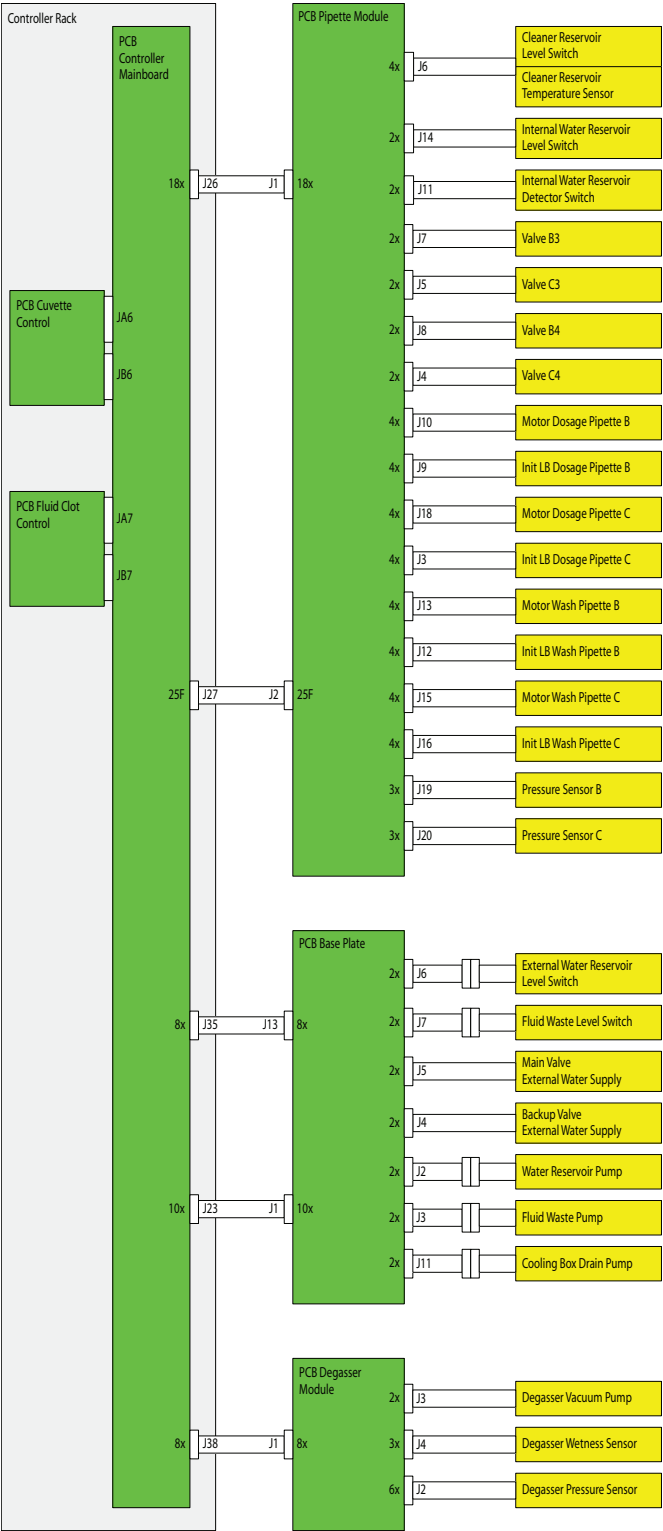 Controller Rack
PCB
Controller
Mainboard
PCB Pipette Module
4x J6
Cleaner Reservoir
Level Switch
Cleaner Reservoir
Temperature Sensor
2x J14
Internal Water Reservoir
Level Switch
18x J26 J1 18x
2x J11
Internal Water Reservoir
Detector Switch
2x J7 Valve B3
2x J5 Valve C3
PCB Cuvette
Control
JA6
2x J8 Valve B4
JB6
2x J4 Valve C4
4x J10 Motor Dosage Pipette B
4x J9 Init LB Dosage Pipette B
PCB Fluid Clot
Control
JA7
4x J18 Motor Dosage Pipette C
4x J3 Init LB Dosage Pipette C
JB7
4x J13 Motor Wash Pipette B
4x J12 Init LB Wash Pipette B
25F J27 J2 25F
4x J15 Motor Wash Pipette C
4x J16 Init LB Wash Pipette C
3x J19 Pressure Sensor B
3x J20 Pressure Sensor C
PCB Base Plate
2x J6
External Water Reservoir
Level Switch
8x J35 J13 8x
2x J7 Fluid Waste Level Switch
2x J5
Main Valve
External Water Supply
2x J4
Backup Valve
External Water Supply
2x J2 Water Reservoir Pump
10x J23 J1 10x
2x J3 Fluid Waste Pump
2x J11 Cooling Box Drain Pump
PCB Degasser
Module
2x J3 Degasser Vacuum Pump
8x J38 J1 8x
3x J4 Degasser Wetness Sensor
6x J2 Degasser Pressure Sensor